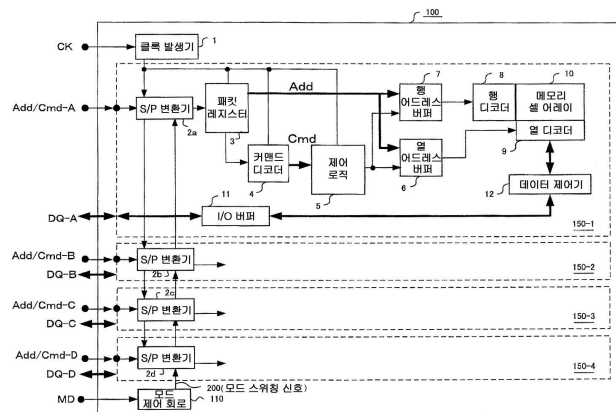 100
CK
클록 발생기
1
Add/Cmd-A
S/P 변환기
2a
패킷
레지스터
3
Add
Cmd
커맨드
디코더
4
제어
로직
5
7
행
어드레스
버퍼
8
행
디코더
10
메모리
셀 어레이
열 디코더
9
열
어드레스
버퍼
6
12
데이터 제어기
11
I/O 버퍼
DQ-A
150-1
Add/Cmd-B
S/P 변환기
2b
DQ-B
150-2
2c
Add/Cmd-C
S/P 변환기
DQ-C
150-3
Add/Cmd-D
S/P 변환기
2d
DQ-D
150-4
200(모드 스위칭 신호)
MD
모드
제어 회로
110